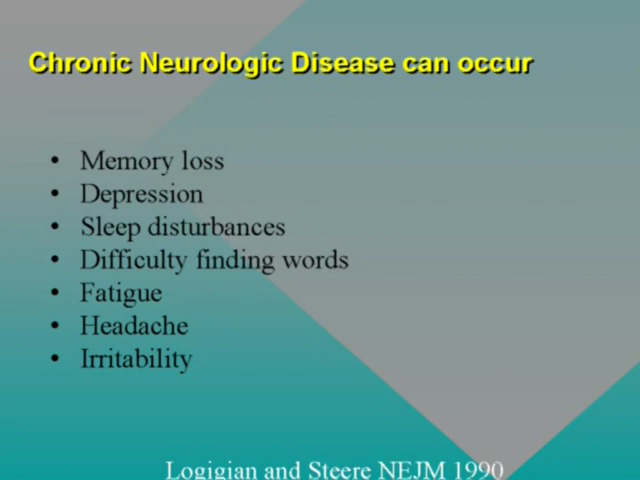 Chronic Neurologic Disease can occur
• Memory loss
• Depression
• Sleep disturbances
• Difficulty finding words
• Fatigue
• Headache
• Irritability
Logigian and Steere NEJM 1990